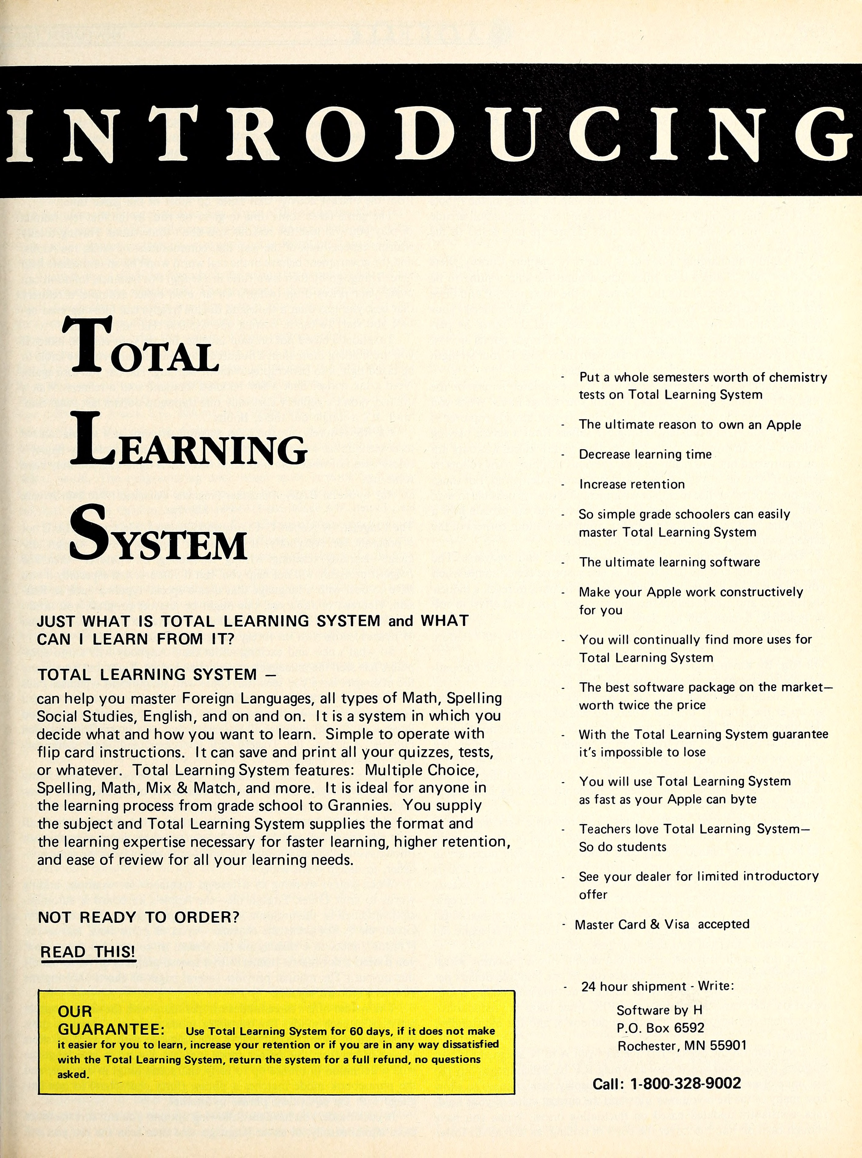 INTRODUCING
TOTAL
LEARNING
SYSTEM
JUST WHAT IS TOTAL LEARNING SYSTEM and WHAT
CAN I LEARN FROM IT?
TOTAL LEARNING SYSTEM —
can help you master Foreign Languages, all types of Math, Spelling
Social Studies, English, and on and on. It is a system in which you
decide what and how you want to learn. Simple to operate with
flip card instructions. It can save and print all your quizzes, tests,
or whatever. Total Learning System features: Multiple Choice,
Spelling, Math, Mix & Match, and more. It is ideal for anyone in
the learning process from grade school to Grannies. You supply
the subject and Total Learning System supplies the format and
the learning expertise necessary for faster learning, higher retention,
and ease of review for all your learning needs.
NOT READY TO ORDER?
READ THIS!
OUR
GUARANTEE: Use Total Learning System for 60 days, if it does not make
it easier for you to learn, increase your retention or if you are in any way dissatisfied
with the Total Learning System, return the system for a full refund, no questions
asked.
- Put a whole semesters worth of chemistry
tests on Total Learning System
- The ultimate reason to own an Apple
- Decrease learning time
- Increase retention
- So simple grade schoolers can easily
master Total Learning System
- The ultimate learning software
- Make your Apple work constructively
for you
- You will continually find more uses for
Total Learning System
- The best software package on the market—
worth twice the price
- With the Total Learning System guarantee
it's impossible to lose
- You will use Total Learning System
as fast as your Apple can byte
- Teachers love Total Learning System—
So do students
- See your dealer for limited introductory
offer
- Master Card & Visa accepted
- 24 hour shipment - Write:
Software by H
P.O. Box 6592
Rochester, MN 55901
Call: 1-800-328-9002